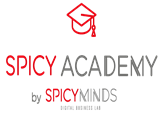 SPICY ACADEMY
by SPICYMINDS
DIGITAL BUSINESS LAB